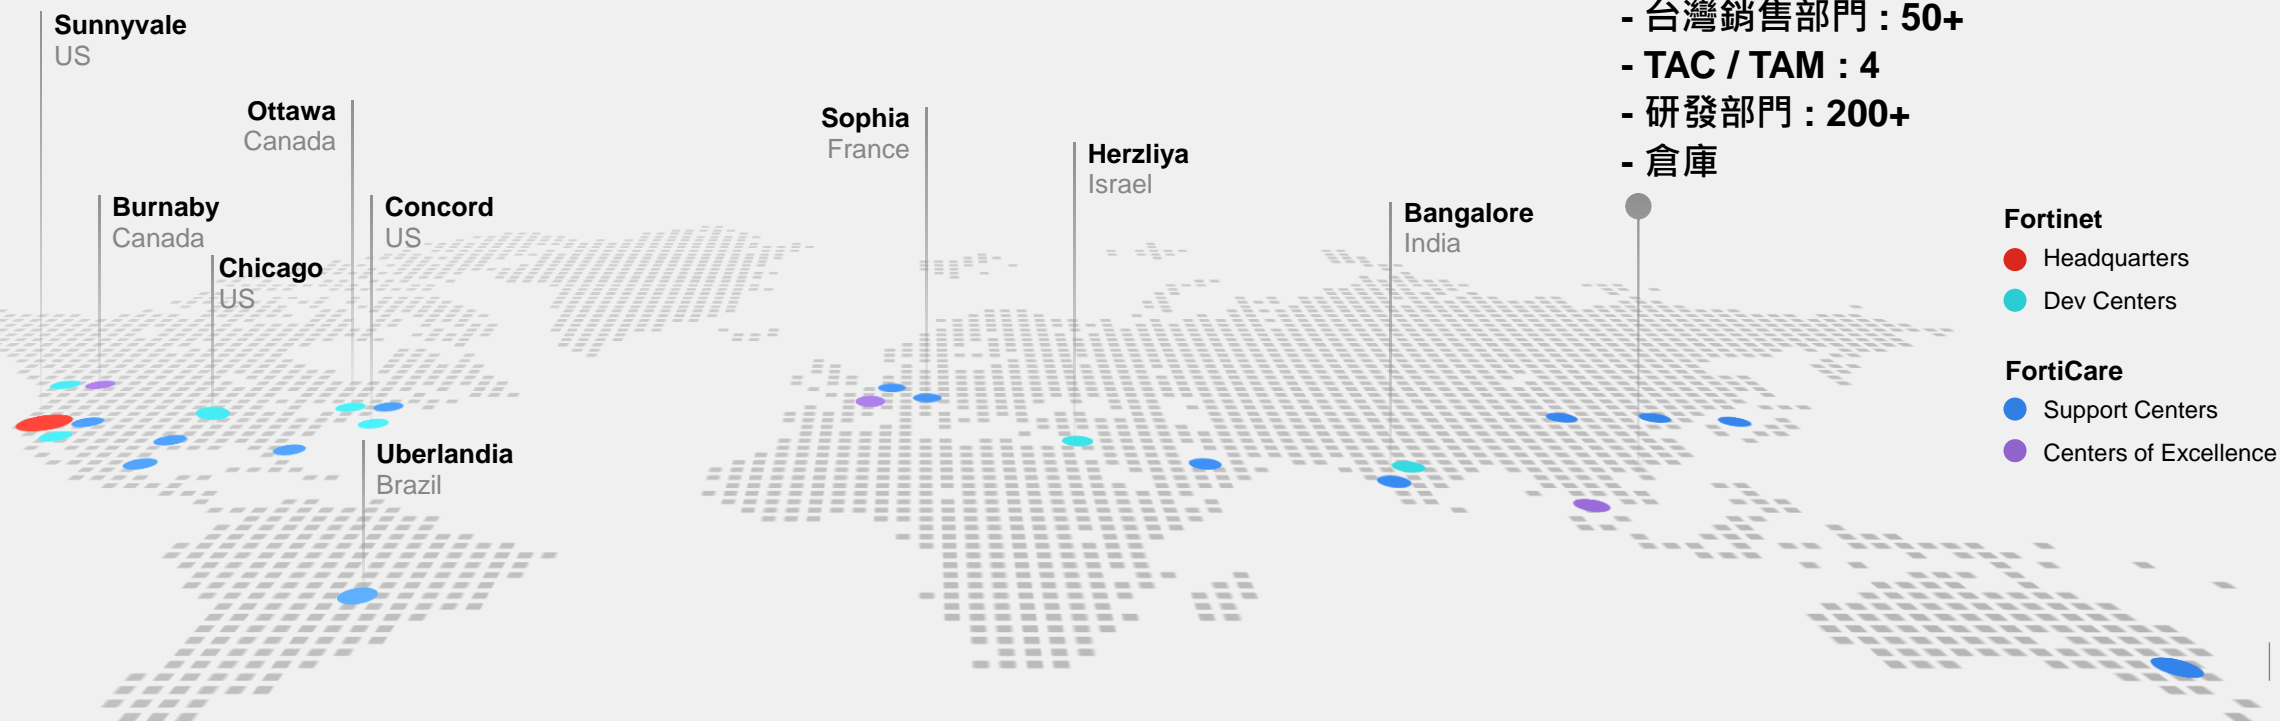 Sunnyvale
US
- 台灣銷售部門 : 50+
- TAC / TAM : 4
- 研發部門 : 200+
- 倉庫
Ottawa
Canada
Sophia
France
Herzliya
Israel
Burnaby
Canada
Concord
US
Bangalore
India
Chicago
US
Uberlandia
Brazil
Fortinet
Headquarters
Dev Centers
FortiCare
Support Centers
Centers of Excellence